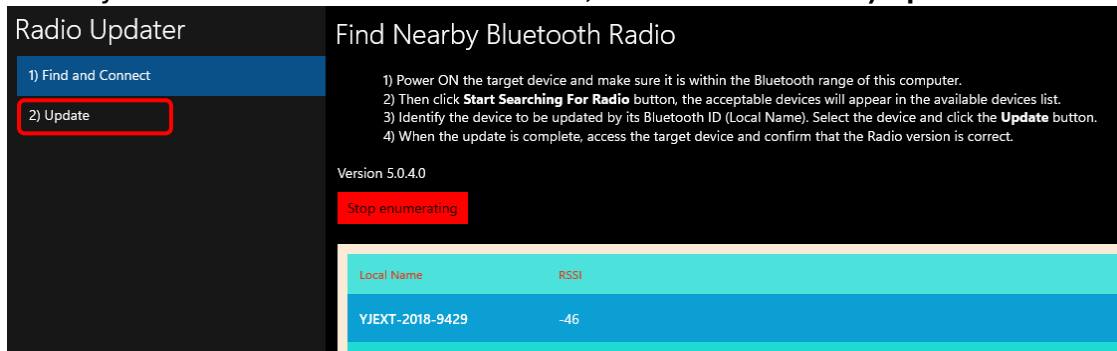 Radio Updater
1) Find and Connect
2) Update
Find Nearby Bluetooth Radio
1) Power ON the target device and make sure it is within the Bluetooth range of this computer.
2) Then click Start Searching For Radio button, the acceptable devices will appear in the available devices list.
3) Identify the device to be updated by its Bluetooth ID (Local Name). Select the device and click the Update button.
4) When the update is complete, access the target device and confirm that the Radio version is correct.
Version 5.0.4.0
Stop enumerating
Local Name RSSI
YJEXT-2018-9429 -46